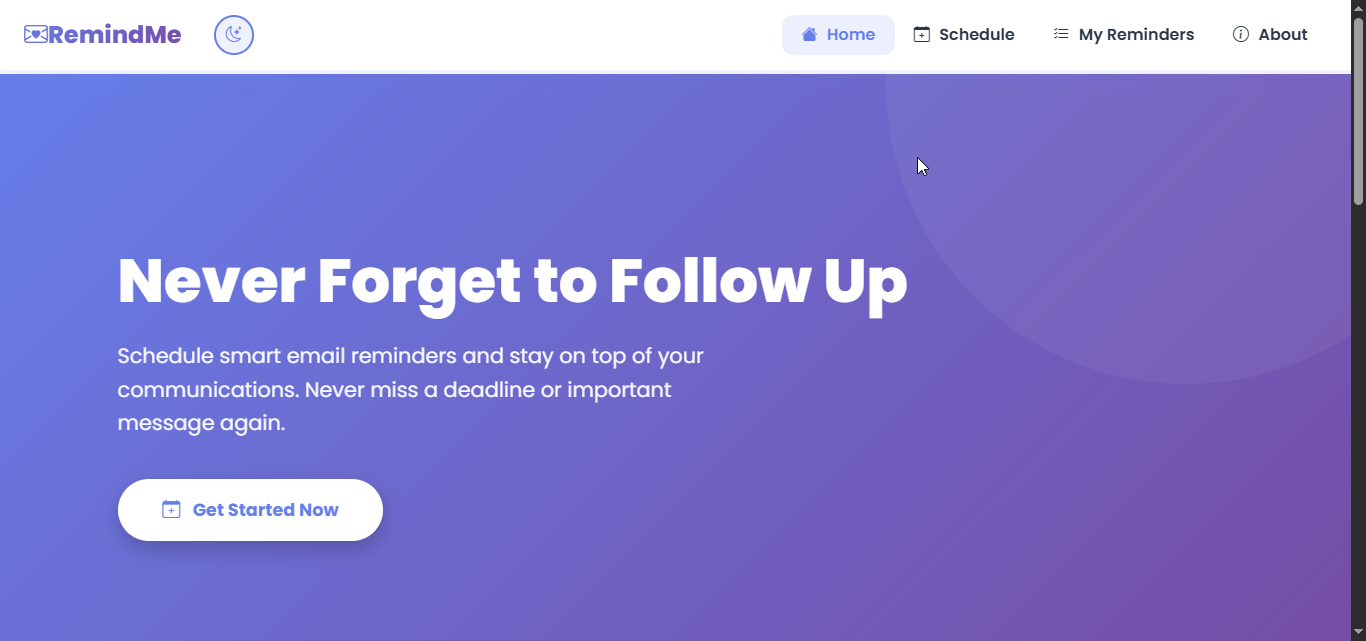 RemindMe
Home
Schedule
My Reminders
About
Never Forget to Follow Up
Schedule smart email reminders and stay on top of your
communications. Never miss a deadline or important
message again.
Get Started Now